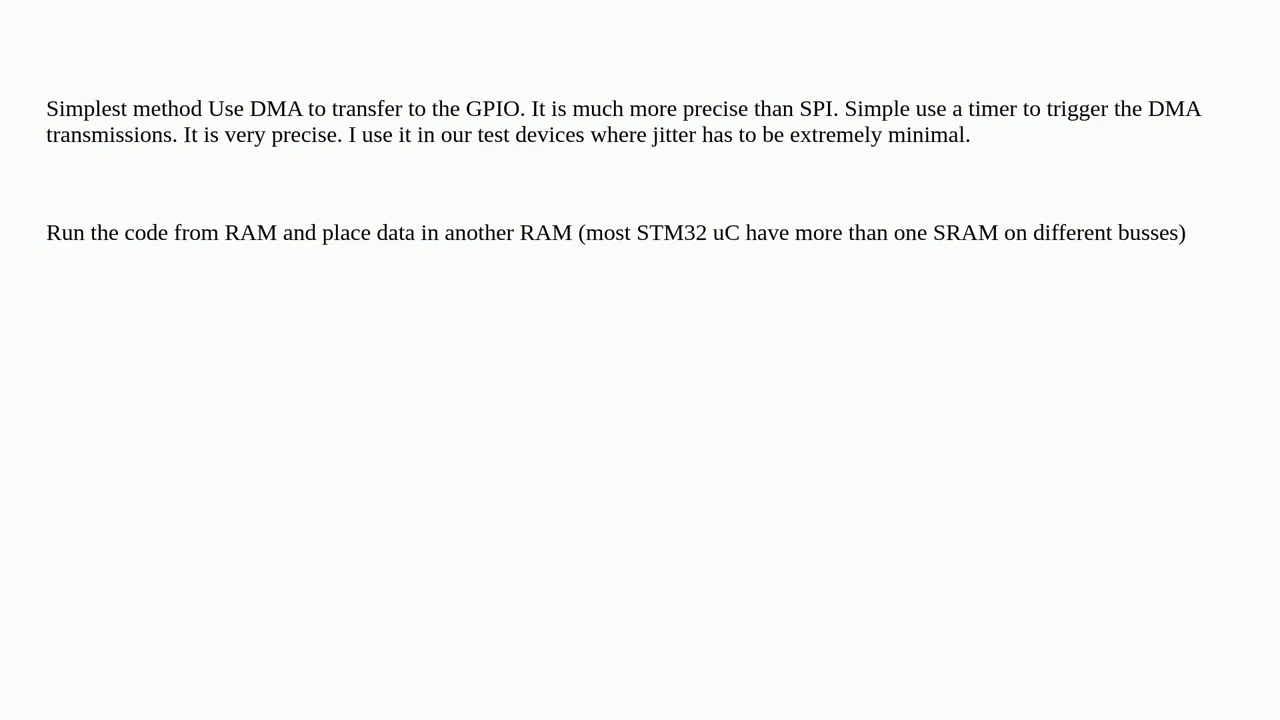 Simplest method Use DMA to transfer to the GPIO. It is much more precise than SPI. Simple use a timer to trigger the DMA
transmissions. It is very precise. I use it in our test devices where jitter has to be extremely minimal.
Run the code from RAM and place data in another RAM (most STM32 uC have more than one SRAM on different busses)